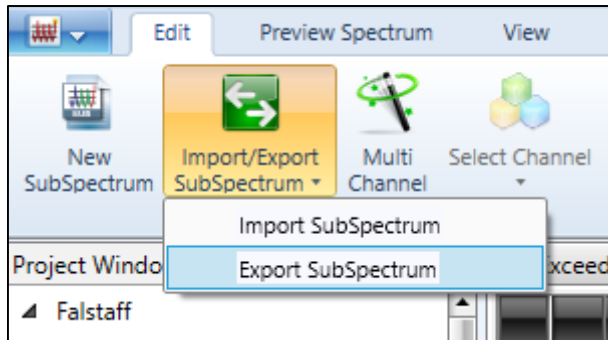 Edit Preview Spectrum View
New SubSpectrum
Import/Export SubSpectrum
Multi Channel
Select Channel
Import SubSpectrum
Export SubSpectrum
Project Windo
xceed
Falstaff